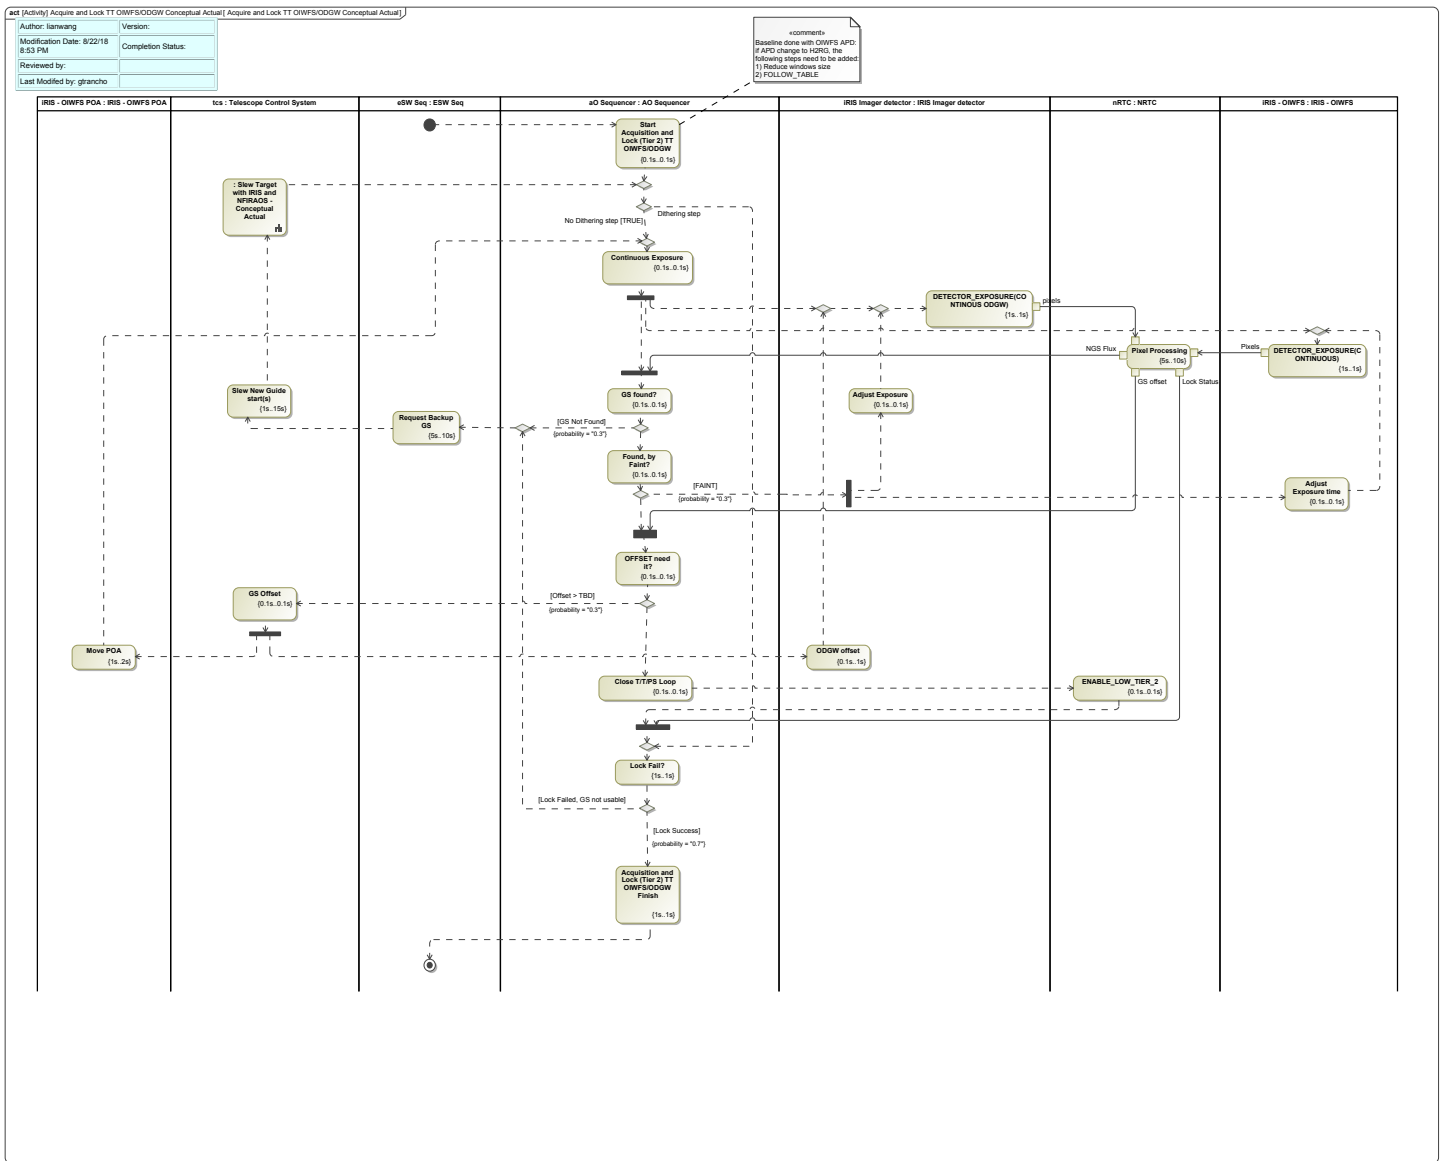 act [Activity] Acquire and Lock TT OIWFS/ODGW Conceptual Actual[ Acquire and Lock TT OIWFS/ODGW Conceptual Actual]
Author: lianwang
Version:
Modification Date: 8/22/18
8:53 PM
Completion Status:
Reviewed by:
Last Modifed by: gtrancho
«comment»
Baseline done with OIWFS APD:
if APD change to H2RG, the
following steps need to be added:
1) Reduce windows size
2) FOLLOW_TABLE
iRIS - OIWFS POA : IRIS - OIWFS POA
tcs : Telescope Control System
eSW Seq : ESW Seq
aO Sequencer : AO Sequencer
iRIS Imager detector : IRIS Imager detector
nRTC : NRTC
iRIS - OIWFS : IRIS - OIWFS
Start
Acquisition and
Lock (Tier 2) TT
OIWFS/ODGW
{0.1s..0.1s}
: Slew Target
with IRIS and
NFIRAOS -
Conceptual
Actual
Dithering step
No Dithering step [TRUE]
Continuous Exposure
{0.1s..0.1s}
DETECTOR_EXPOSURE(CO
NTINOUS ODGW)
{1s..1s}
pixels
NGS Flux
Pixel Processing
{5s..10s}
Pixels
DETECTOR_EXPOSURE(C
ONTINUOUS)
{1s..1s}
GS offset
Lock Status
Slew New Guide
start(s)
{1s..15s}
GS found?
{0.1s..0.1s}
Adjust Exposure
{0.1s..0.1s}
Request Backup
GS
{5s..10s}
[GS Not Found]
{probability = "0.3"}
Found, by
Faint?
{0.1s..0.1s}
[FAINT]
{probability = "0.3"}
Adjust
Exposure time
{0.1s..0.1s}
OFFSET need
it?
{0.1s..0.1s}
GS Offset
{0.1s..0.1s}
[Offset > TBD]
{probability = "0.3"}
Move POA
{1s..2s}
ODGW offset
{0.1s..1s}
Close T/T/PS Loop
{0.1s..0.1s}
ENABLE_LOW_TIER_2
{0.1s..0.1s}
Lock Fail?
{1s..1s}
[Lock Failed, GS not usable]
[Lock Success]
{probability = "0.7"}
Acquisition and
Lock (Tier 2) TT
OIWFS/ODGW
Finish
{1s..1s}